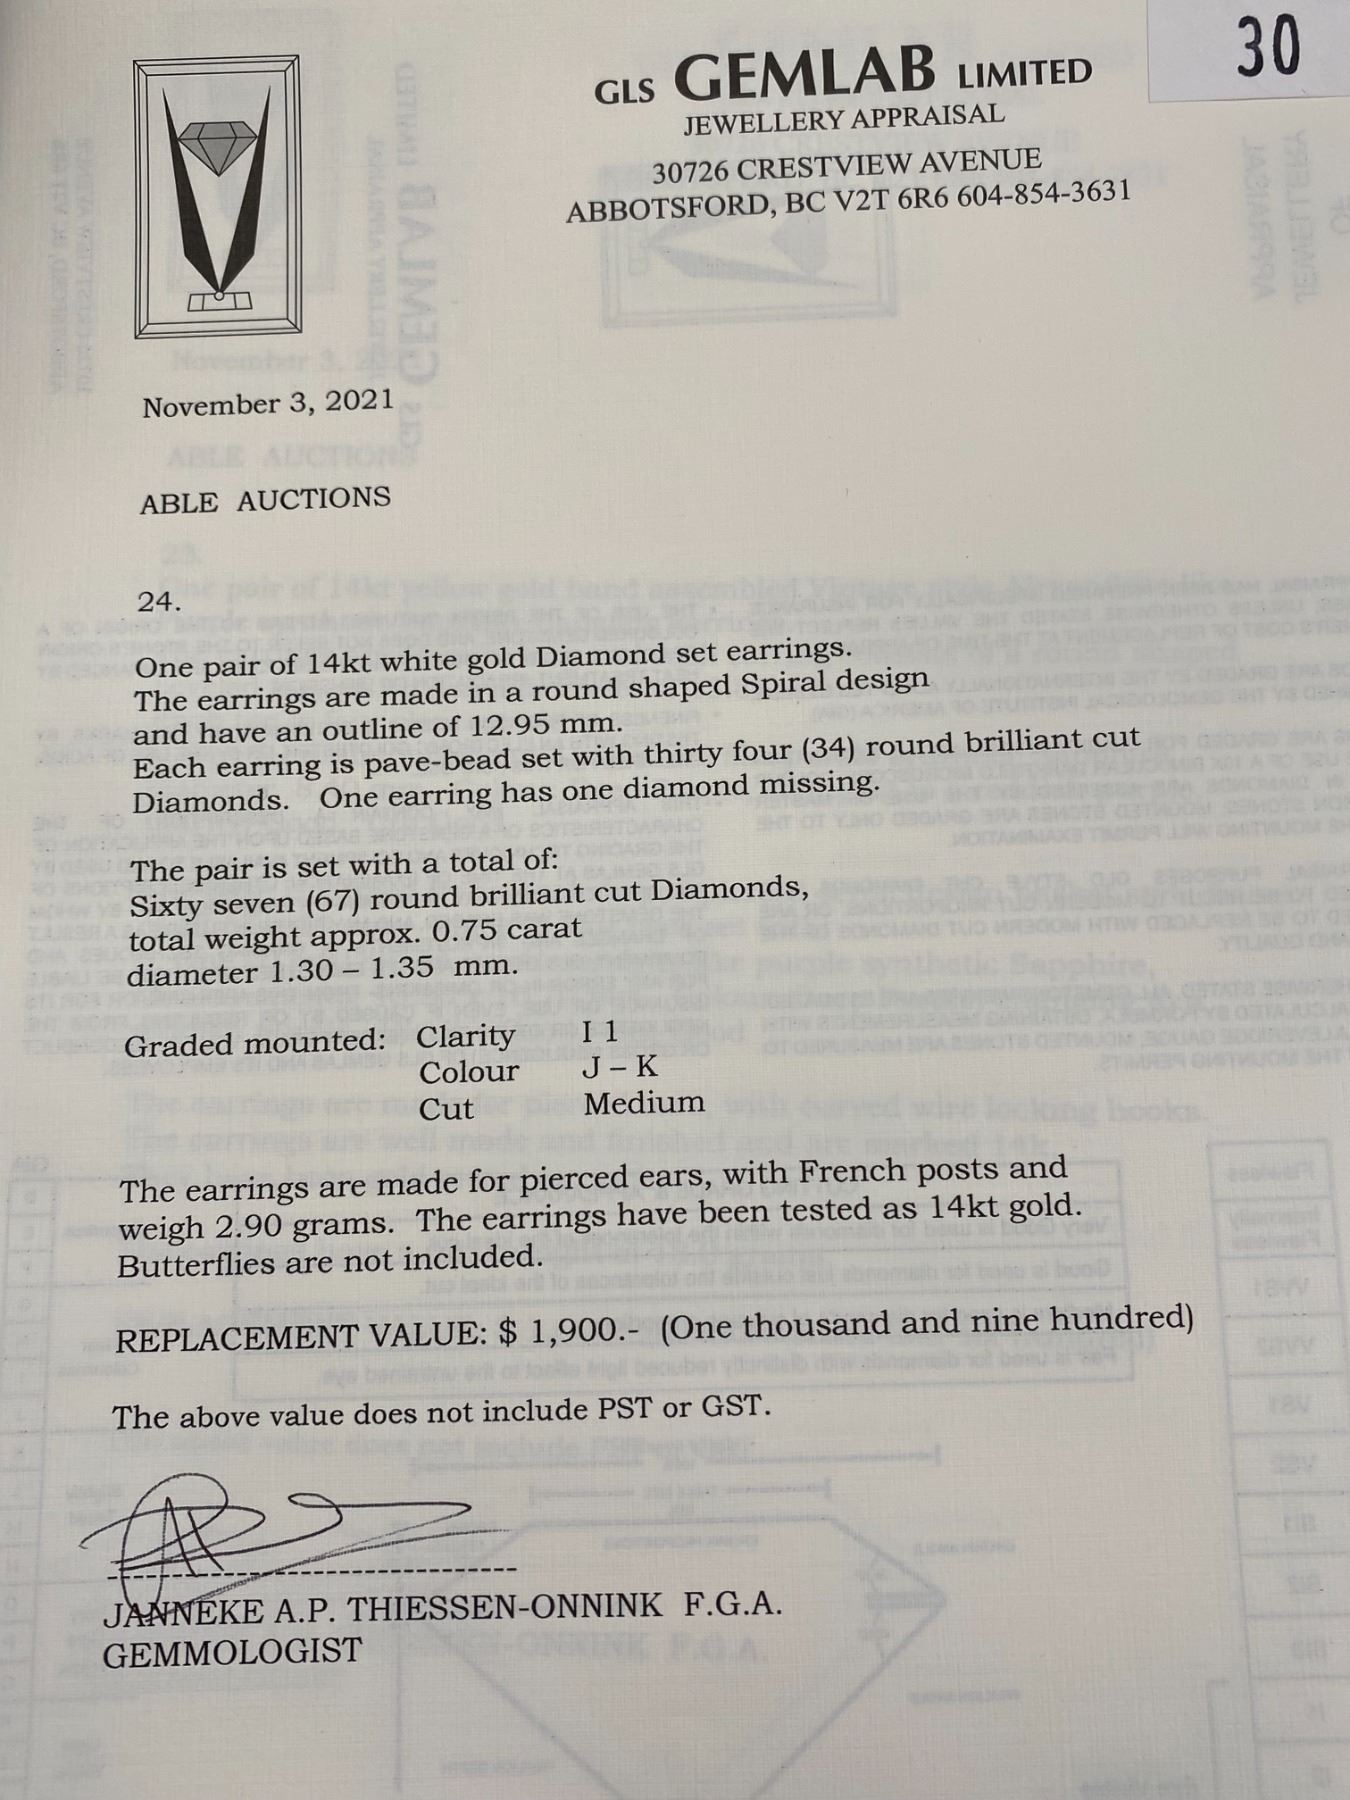 30
GLS GEMLAB LIMITED
JEWELLERY APPRAISAL
30726 CRESTVIEW AVENUE
ABBOTSFORD, BC V2T 6R6 604-854-3631
November 3, 2021
ABLE AUCTIONS
24.
One pair of 14kt white gold Diamond set earrings.
The earrings are made in a round shaped Spiral design
and have an outline of 12.95 mm.
Each earring is pave-bead set with thirty four (34) round brilliant cut
Diamonds. One earring has one diamond missing.
The pair is set with a total of:
Sixty seven (67) round brilliant cut Diamonds,
total weight approx. 0.75 carat
diameter 1.30 – 1.35 mm.
Graded mounted: Clarity I 1
Colour J – K
Cut Medium
The earrings are made for pierced ears, with French posts and
weigh 2.90 grams. The earrings have been tested as 14kt gold.
Butterflies are not included.
REPLACEMENT VALUE: $ 1,900.- (One thousand and nine hundred)
The above value does not include PST or GST.
JANNEKE A.P. THIESSEN-ONNINK F.G.A.
GEMMOLOGIST